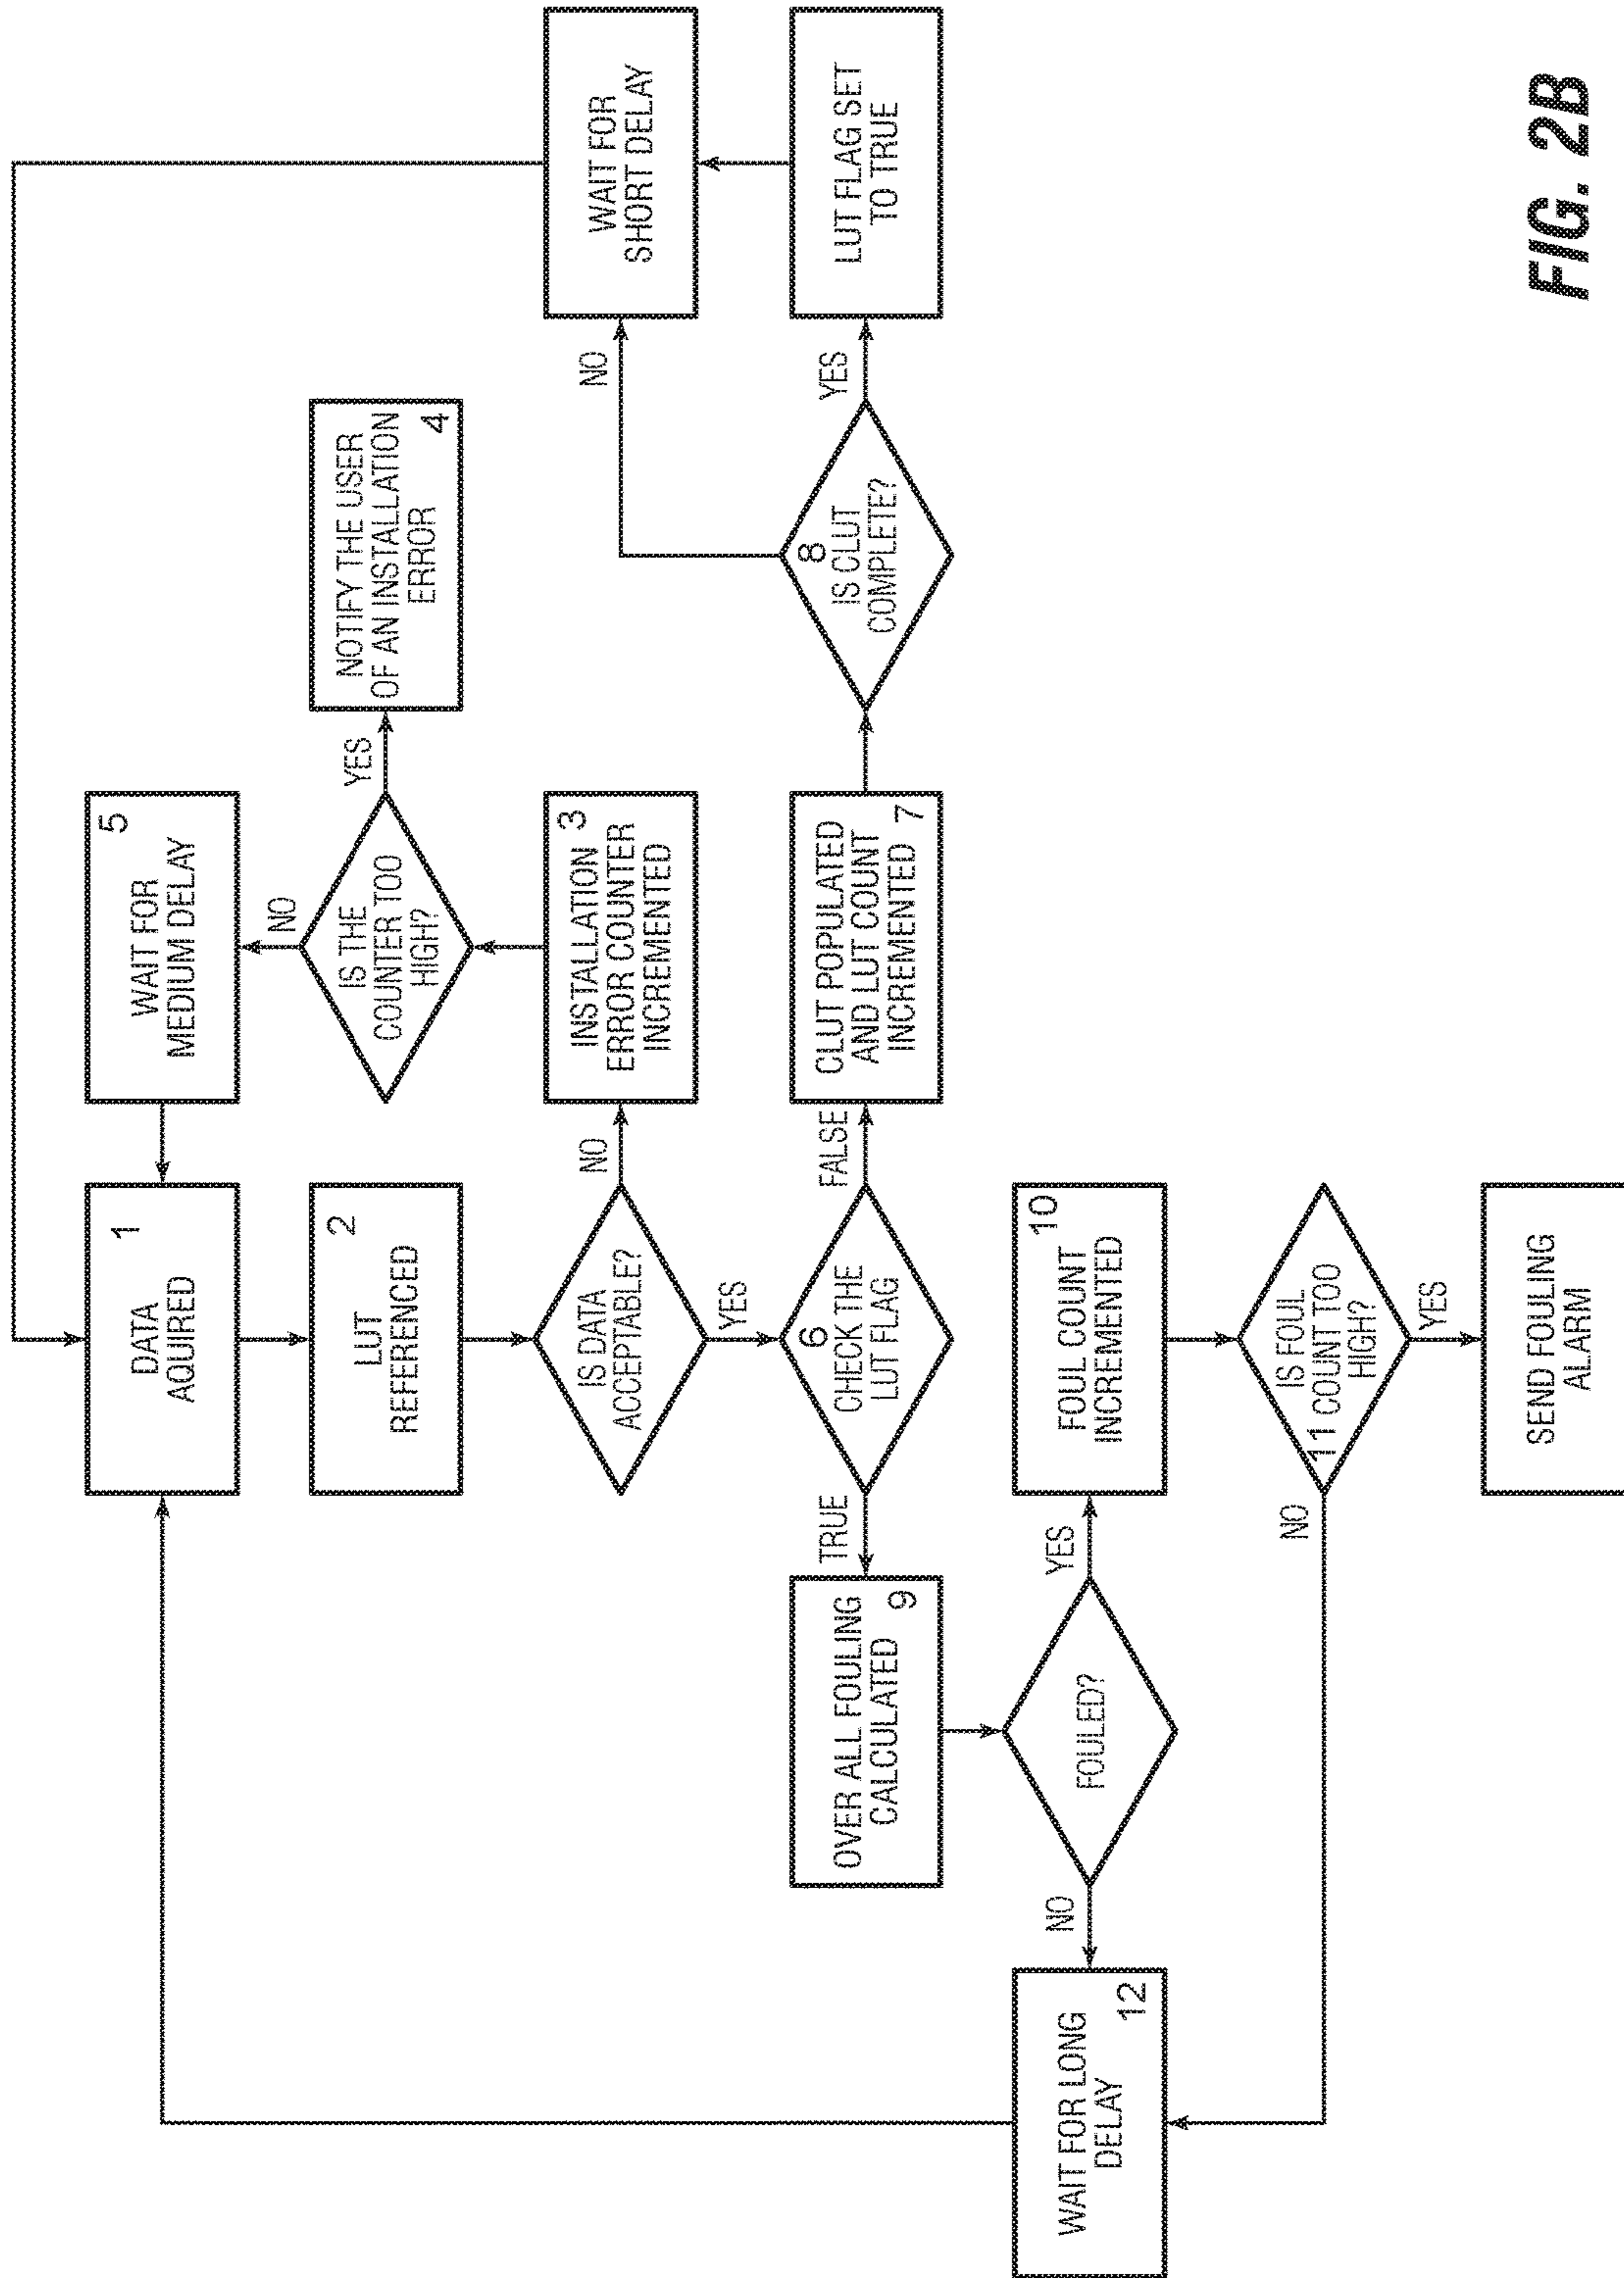 1
DATA
AQUIRED
2
LUT
REFERENCED
IS DATA
ACCEPTABLE?
NO
YES
3
INSTALLATION
ERROR COUNTER
INCREMENTED
IS THE
COUNTER TOO
HIGH?
YES
NO
NOTIFY THE USER
OF AN INSTALLATION
ERROR
4
5
WAIT FOR
MEDIUM DELAY
6
CHECK THE
LUT FLAG
FALSE
TRUE
CLUT POPULATED
AND LUT COUNT
INCREMENTED
7
8
IS CLUT
COMPLETE?
NO
YES
WAIT FOR
SHORT DELAY
LUT FLAG SET
TO TRUE
OVER ALL FOULING
CALCULATED
9
FOULED?
YES
NO
10
FOUL COUNT
INCREMENTED
IS FOUL
11 COUNT TOO
HIGH?
NO
YES
SEND FOULING
ALARM
WAIT FOR LONG
DELAY
12
FIG. 2B